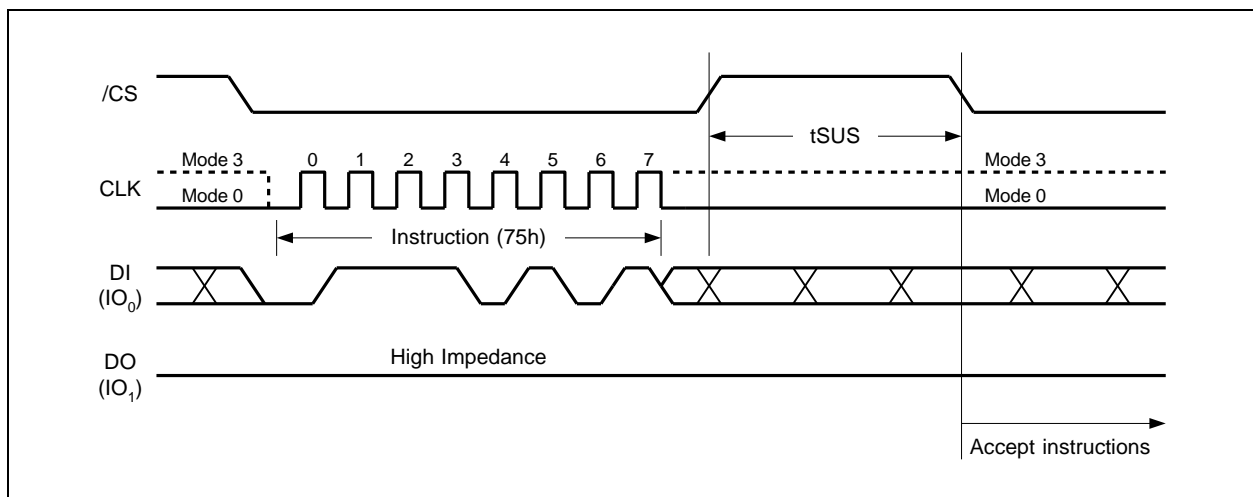 /CS
tSUS
Mode 3 0 1 2 3 4 5 6 7 Mode 3
CLK
Mode 0 Mode 0
Instruction (75h)
DI
(IO0)
High Impedance
DO
(IO1)
Accept instructions